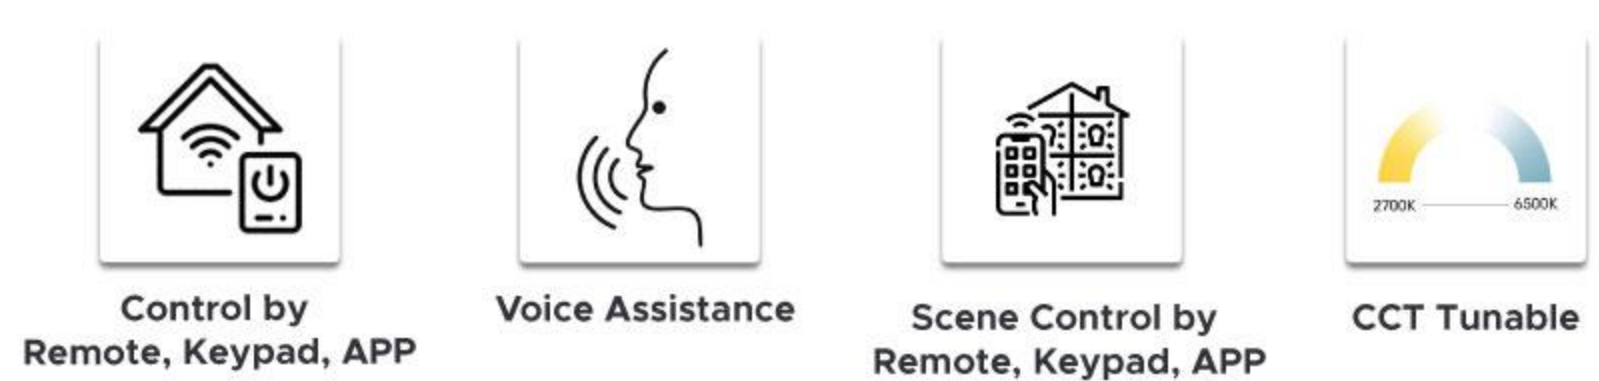 Control by
Remote, Keypad, APP
Voice Assistance
Scene Control by
Remote, Keypad, APP
2700K
6500K
CCT Tunable